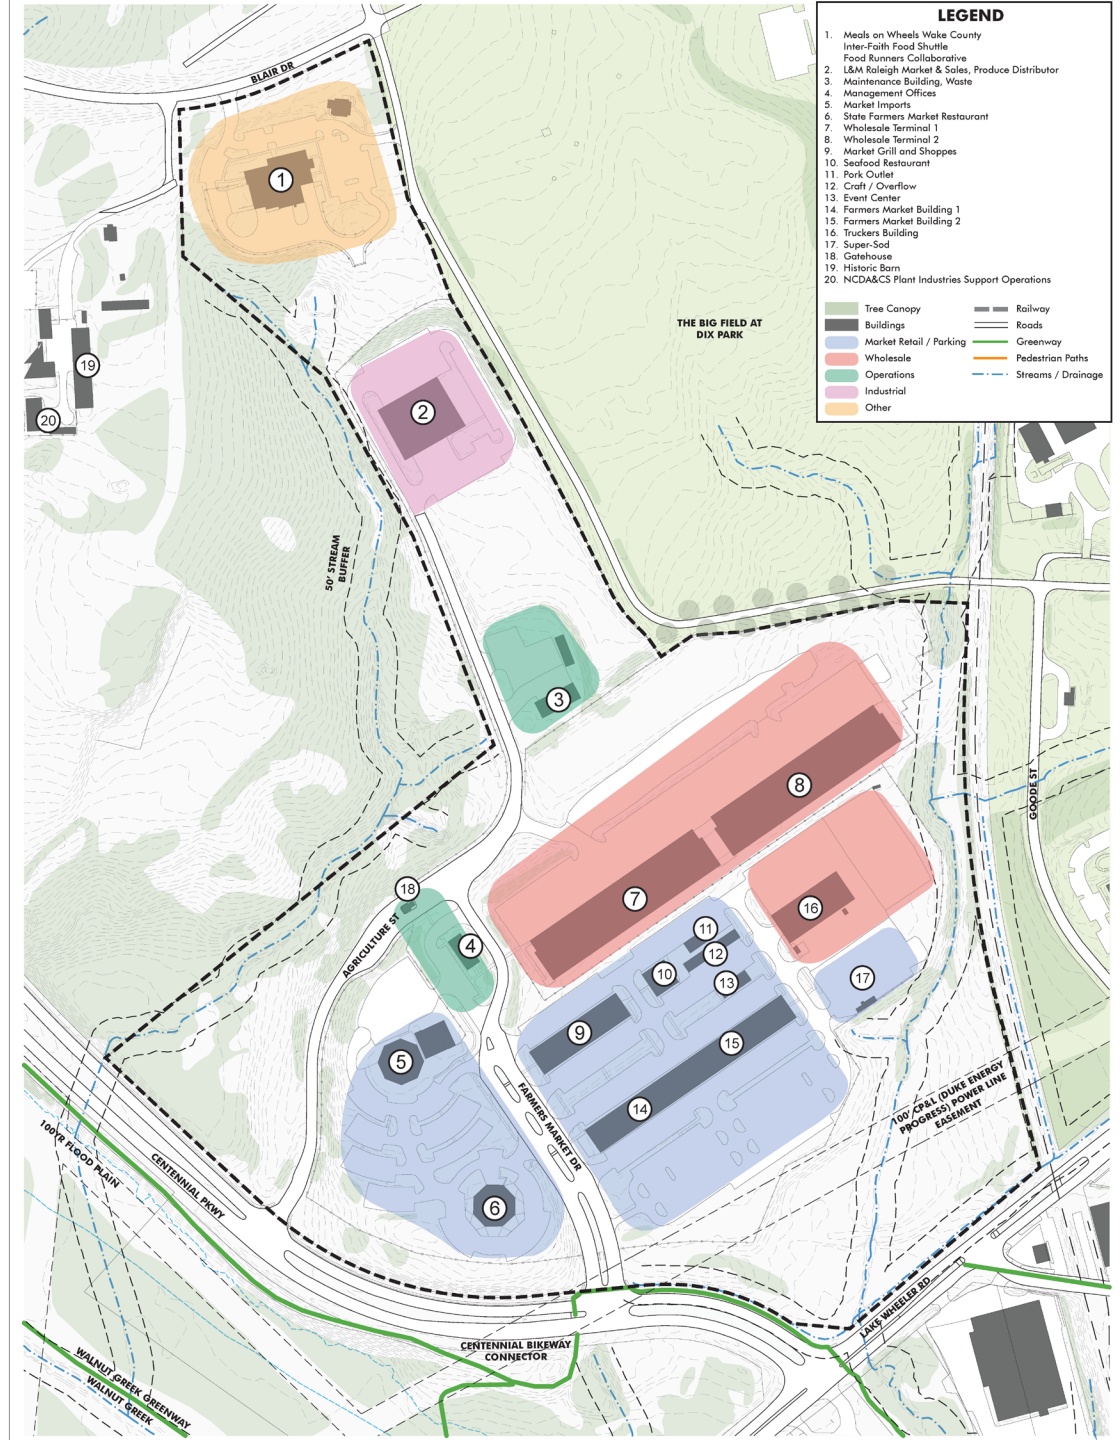 LEGEND
1. Meals on Wheels Wake County
Inter-Faith Food Shuttle
Food Runners Collaborative
2. L&M Raleigh Market & Sales, Produce Distributor
3. Maintenance Building, Waste
4. Management Offices
5. Market Imports
6. State Farmers Market Restaurant
7. Wholesale Terminal 1
8. Wholesale Terminal 2
9. Market Grill and Shoppes
10. Seafood Restaurant
11. Pork Outlet
12. Craft / Overflow
13. Event Center
14. Farmers Market Building 1
15. Farmers Market Building 2
16. Truckers Building
17. Super-Sod
18. Gatehouse
19. Historic Barn
20. NCDA&CS Plant Industries Support Operations
Tree Canopy
Buildings
Market Retail / Parking
Wholesale
Operations
Industrial
Other
Railway
Roads
Greenway
Pedestrian Paths
Streams / Drainage
BLAIR DR
1
THE BIG FIELD AT
DIX PARK
19
2
20
50' STREAM
BUFFER
3
8
GOODE ST
7
18
16
11
4
AGRICULTURE ST
12
10
17
13
9
15
5
FARMERS MARKET DR
14
100' CP&L (DUKE ENERGY
PROGRESS) POWER LINE
EASEMENT
100YR FLOOD PLAIN
CENTENNIAL PKWY
6
LAKE WHEELER RD
CENTENNIAL BIKEWAY
CONNECTOR
WALNUT GREEK GREENWAY
WALNUT GREEK